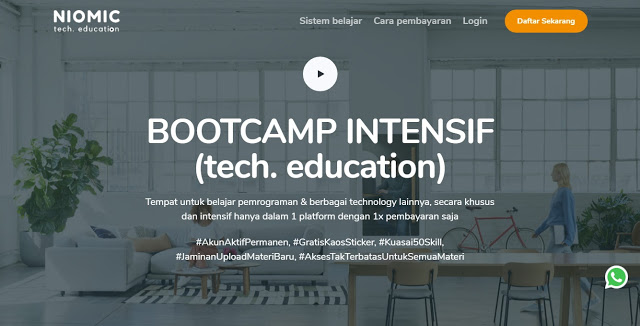 NIOMIC
tech. education
Sistem belajar
Cara pembayaran
Login
Daftar Sekarang
BOOTCAMP INTENSIF
(tech. education)
Tempat untuk belajar pemrograman & berbagai technology lainnya, secara khusus
dan intensif hanya dalam 1 platform dengan 1x pembayaran saja
#AkunAktifPermanen, #GratisKaosSticker, #Kuasai50Skill,
#JaminanUploadMateriBaru, #AksesTakTerbatasUntukSemuaMateri